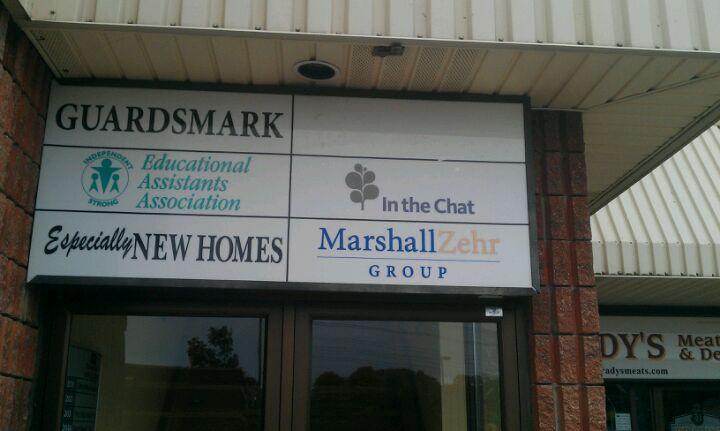 GUARDSMARK
INDEPENDENT
STRONG
Educational
Assistants
Association
In the Chat
Especially NEW HOMES
MarshallZehr
GROUP
DY'S Meat
& De
radysmeats.com